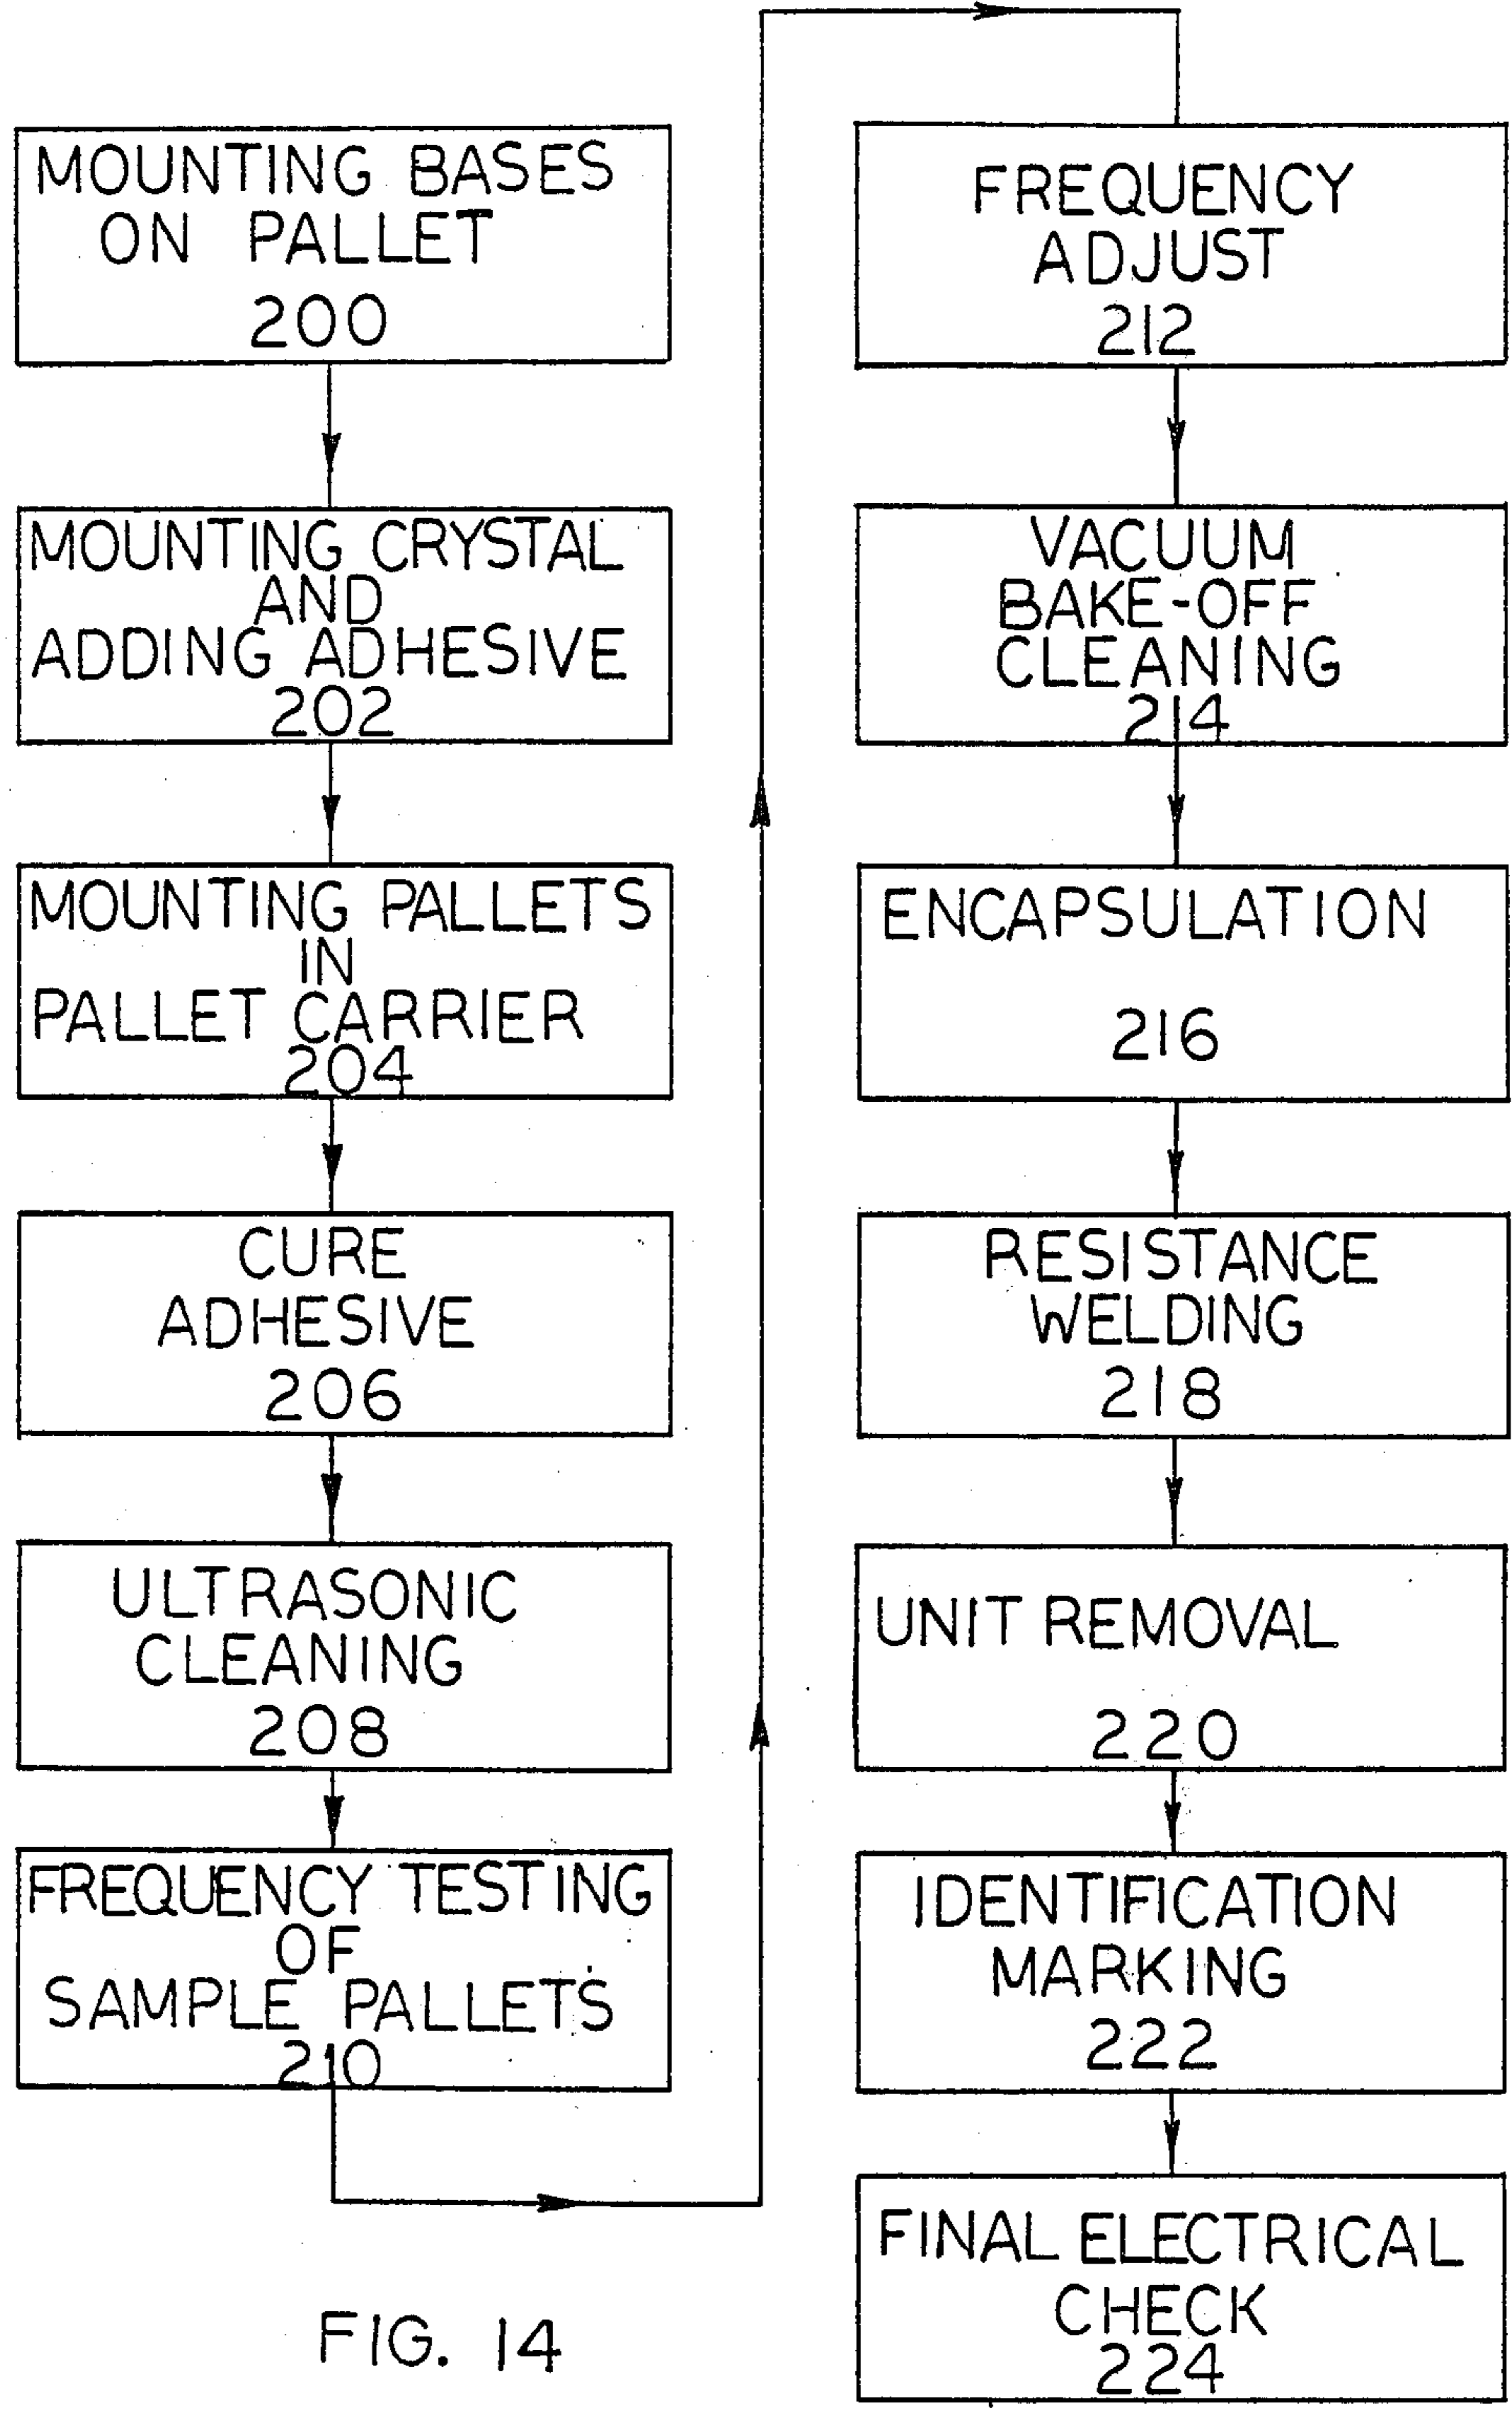 MOUNTING BASES
ON PALLET
200
MOUNTING CRYSTAL
AND
ADDING ADHESIVE
202
MOUNTING PALLETS
IN
PALLET CARRIER
204
CURE
ADHESIVE
206
ULTRASONIC
CLEANING
208
FREQUENCY TESTING
OF
SAMPLE PALLETS
210
FREQUENCY
ADJUST
212
VACUUM
BAKE-OFF
CLEANING
214
ENCAPSULATION
216
RESISTANCE
WELDING
218
UNIT REMOVAL
220
IDENTIFICATION
MARKING
222
FINAL ELECTRICAL
CHECK
224
FIG. 14